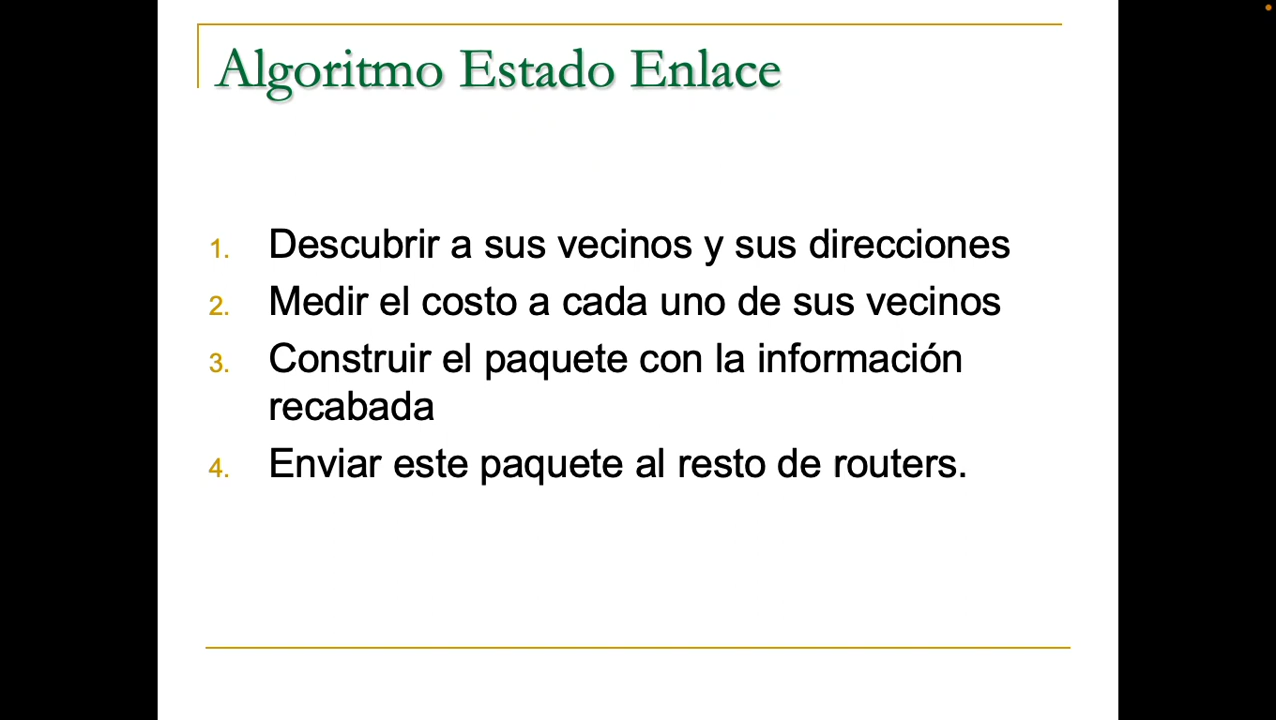 Algoritmo Estado Enlace
1. Descubrir a sus vecinos y sus direcciones
2. Medir el costo a cada uno de sus vecinos
3. Construir el paquete con la información
recabada
4. Enviar este paquete al resto de routers.